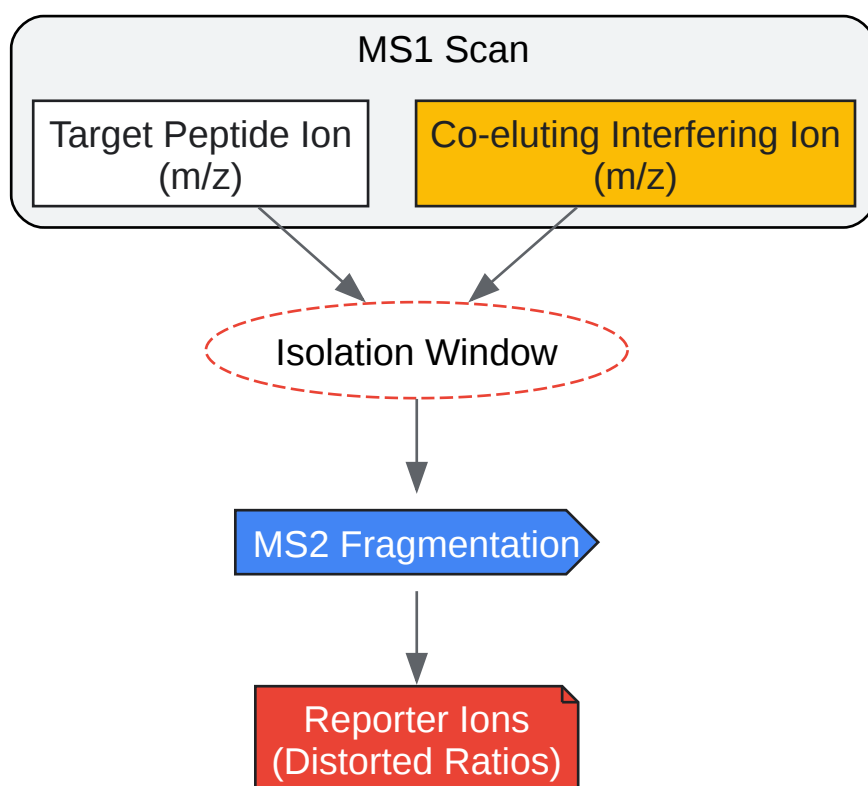 MS1 Scan
Target Peptide Ion
(m/z)
Co-eluting Interfering Ion
(m/z)
Isolation Window
MS2 Fragmentation
Reporter Ions
(Distorted Ratios)